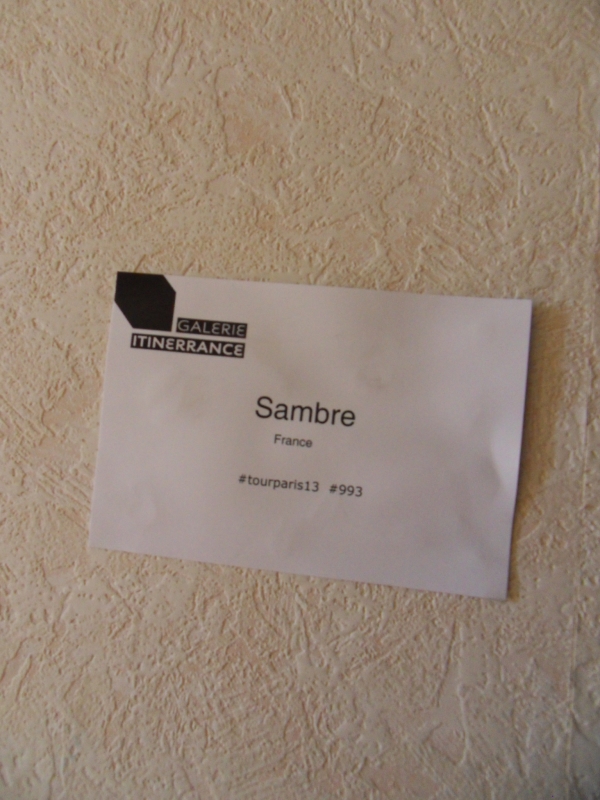 GALERIE
ITINERRANCE
Sambre
France
#tourparis13 #993